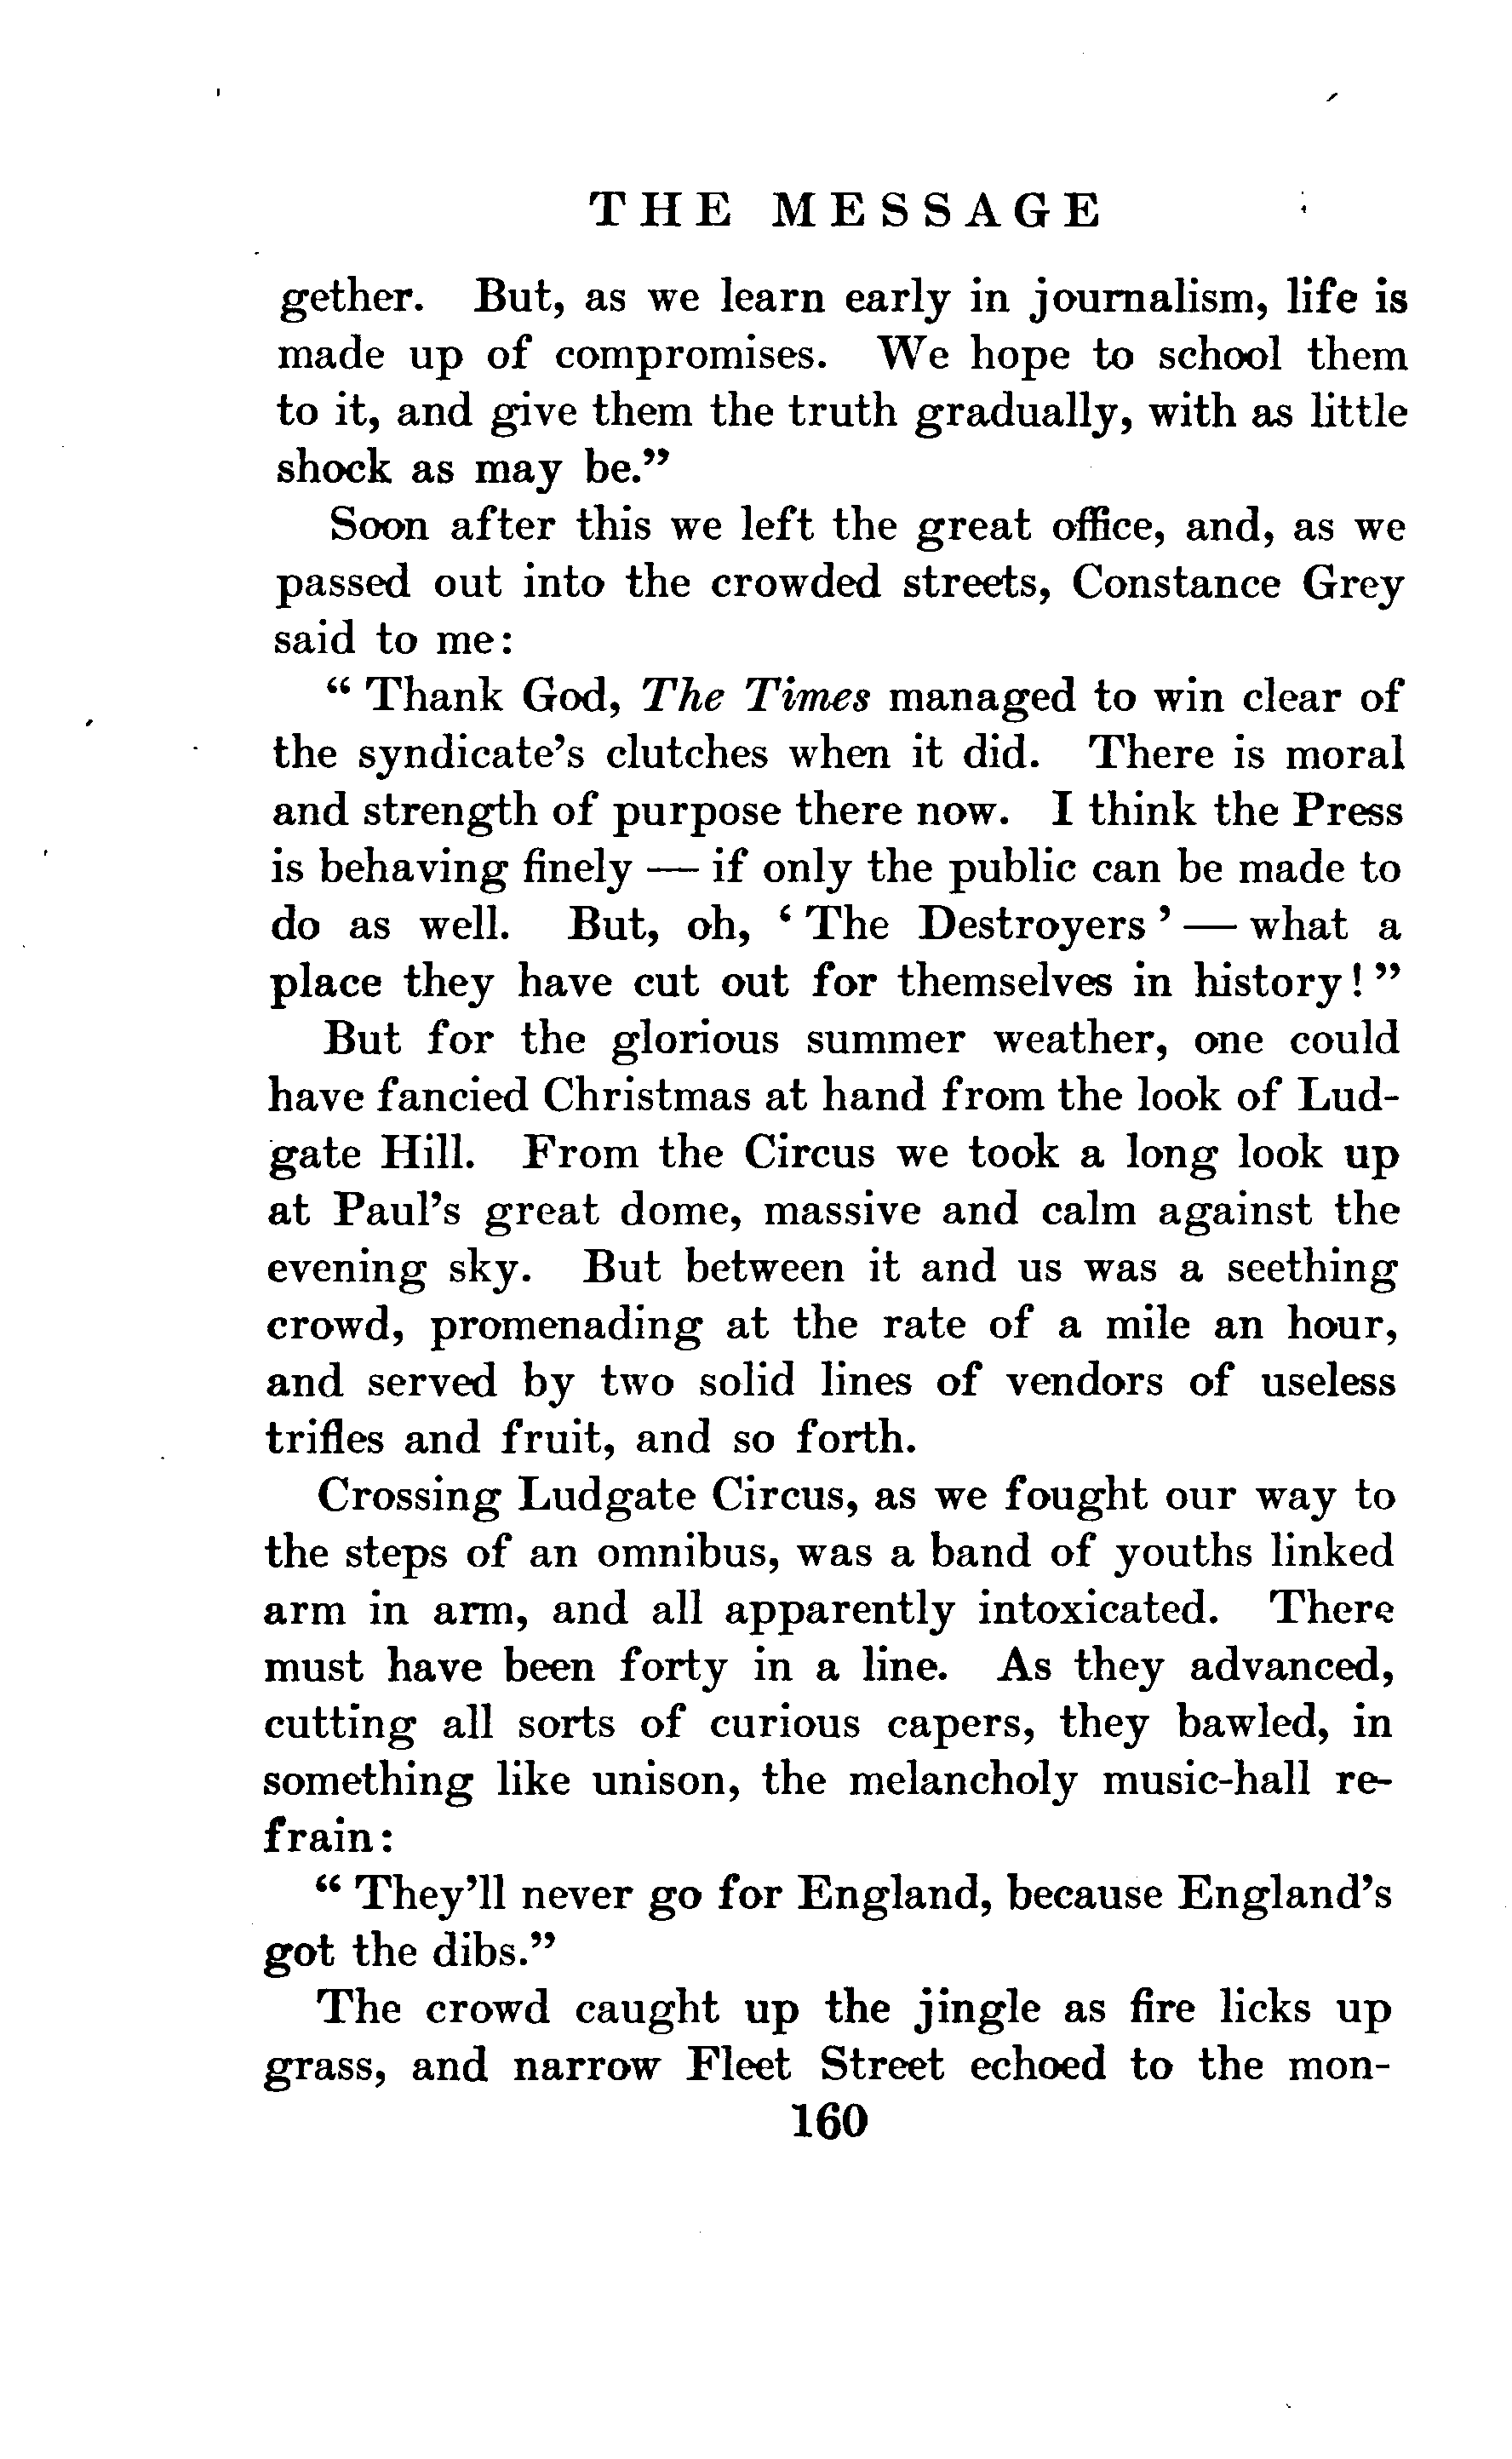 THE MESSAGE
gether. But, as we learn early in journalism, life is
made up of compromises. We hope to school them
to it, and give them the truth gradually, with as little
shock as may be."
Soon after this we left the great office, and, as we
passed out into the crowded streets, Constance Grey
said to me:
" Thank God, The Times managed to win clear of
the syndicate's clutches when it did. There is moral
and strength of purpose there now. I think the Press
is behaving finely — if only the public can be made to
do as well. But, oh, ' The Destroyers ' — what a
place they have cut out for themselves in history! "
But for the glorious summer weather, one could
have fancied Christmas at hand from the look of Lud-
gate Hill. From the Circus we took a long look up
at Paul's great dome, massive and calm against the
evening sky. But between it and us was a seething
crowd, promenading at the rate of a mile an hour,
and served by two solid lines of vendors of useless
trifles and fruit, and so forth.
Crossing Ludgate Circus, as we fought our way to
the steps of an omnibus, was a band of youths linked
arm in arm, and all apparently intoxicated. There
must have been forty in a line. As they advanced,
cutting all sorts of curious capers, they bawled, in
something like unison, the melancholy music-hall re-
frain:
" They'll never go for England, because England's
got the dibs."
The crowd caught up the jingle as fire licks up
grass, and narrow Fleet Street echoed to the mon-
160